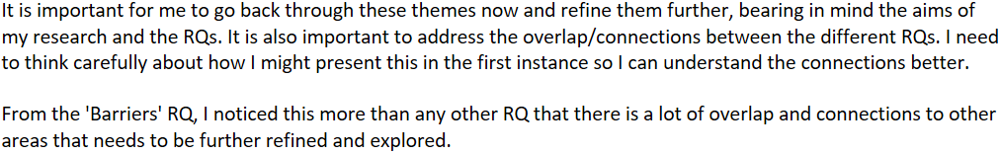 It is important for me to go back through these themes now and refine them further, bearing in mind the aims of
my research and the RQs. It is also important to address the overlap/connections between the different RQs. I need
to think carefully about how I might present this in the first instance so I can understand the connections better.

From the 'Barriers' RQ, I noticed this more than any other RQ that there is a lot of overlap and connections to other
areas that needs to be further refined and explored.